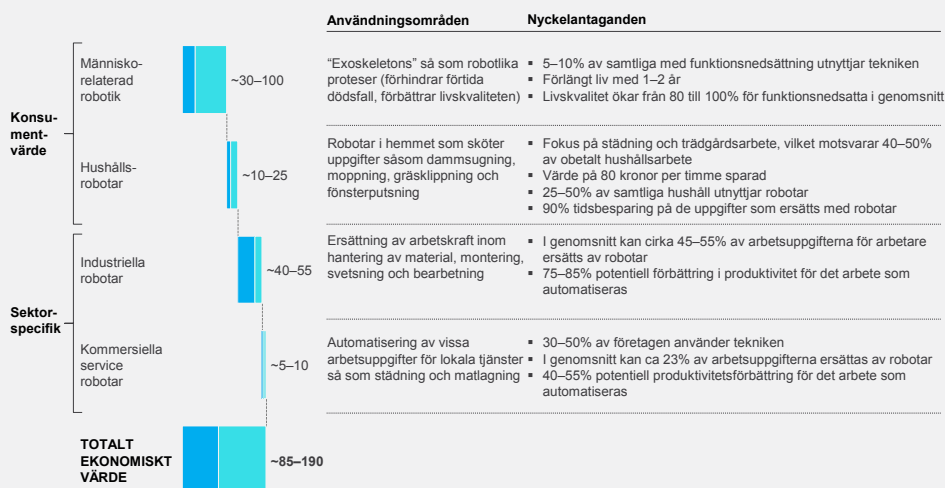 Användningsområden
Nyckelantaganden
Konsu-
ment-
värde
Människo-
relaterad
robotik
~30–100
“Exoskeletons” så som robotlika
proteser (förhindrar förtida
dödsfall, förbättrar livskvaliteten)
▪ 5–10% av samtliga med funktionsnedsättning utnyttjar tekniken
▪ Förlängt liv med 1–2 år
▪ Livskvalitet ökar från 80 till 100% för funktionsnedsatta i genomsnitt
Hushålls-
robotar
~10–25
Robotar i hemmet som sköter
uppgifter såsom dammsugning,
moppning, gräsklippning och
fönsterputsning
▪ Fokus på städning och trädgårdsarbete, vilket motsvarar 40–50%
av obetalt hushållsarbete
▪ Värde på 80 kronor per timme sparad
▪ 25–50% av samtliga hushåll utnyttjar robotar
▪ 90% tidsbesparing på de uppgifter som ersätts med robotar
Sektor-
specifik
Industriella
robotar
~40–55
Ersättning av arbetskraft inom
hantering av material, montering,
svetsning och bearbetning
▪ I genomsnitt kan cirka 45–55% av arbetsuppgifterna för arbetare
ersätts av robotar
▪ 75–85% potentiell förbättring i produktivitet för det arbete som
automatiseras
Kommersiella
service
robotar
~5–10
Automatisering av vissa
arbetsuppgifter för lokala tjänster
så som städning och matlagning
▪ 30–50% av företagen använder tekniken
▪ I genomsnitt kan ca 23% av arbetsuppgifterna ersättas av robotar
▪ 40–55% potentiell produktivitetsförbättring för det arbete som
automatiseras
TOTALT
EKONOMISKT
VÄRDE
~85–190